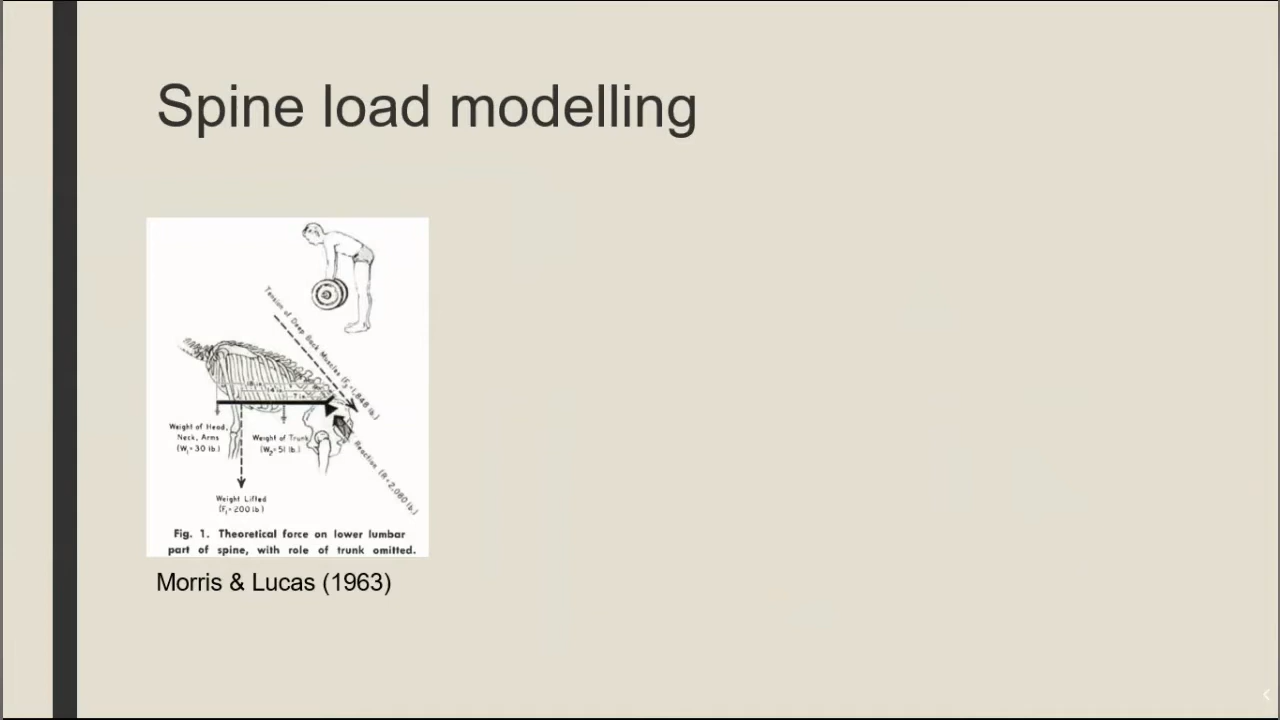 Spine load modelling
Tension of Deep Back Muscles (F₂=1,848 lb.)
Weight of Head,
Neck, Arms
(W₁=30 lb.)
Weight of Trunk
(W₂=51 lb.)
Reaction (R=2,080 lb.)
Weight Lifted
(F₁=200 lb)
Fig. 1. Theoretical force on lower lumbar
part of spine, with role of trunk omitted.
Morris & Lucas (1963)